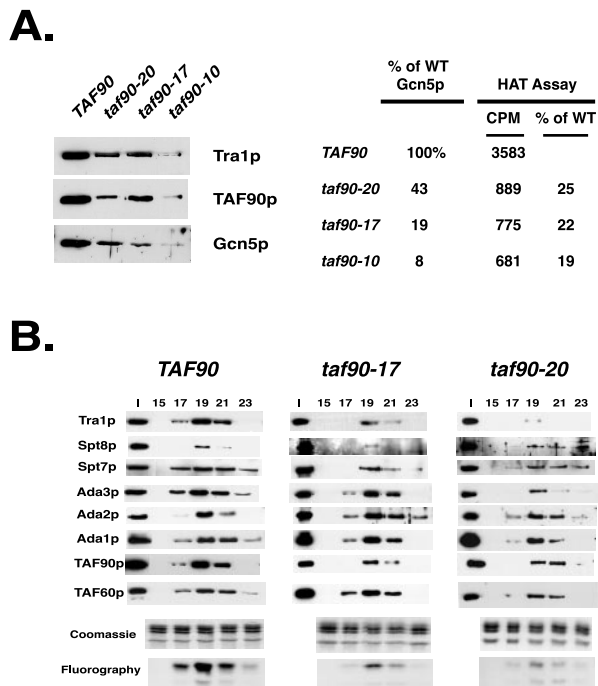 A.
TAF90 taf90-20 taf90-17 taf90-10
Tra1p
TAF90p
Gcn5p
% of WT Gcn5p HAT Assay
CPM % of WT
TAF90 100% 3583
taf90-20 43 889 25
taf90-17 19 775 22
taf90-10 8 681 19
B.
TAF90 taf90-17 taf90-20
I 15 17 19 21 23 I 15 17 19 21 23 I 15 17 19 21 23
Tra1p
Spt8p
Spt7p
Ada3p
Ada2p
Ada1p
TAF90p
TAF60p
Coomassie
Fluorography